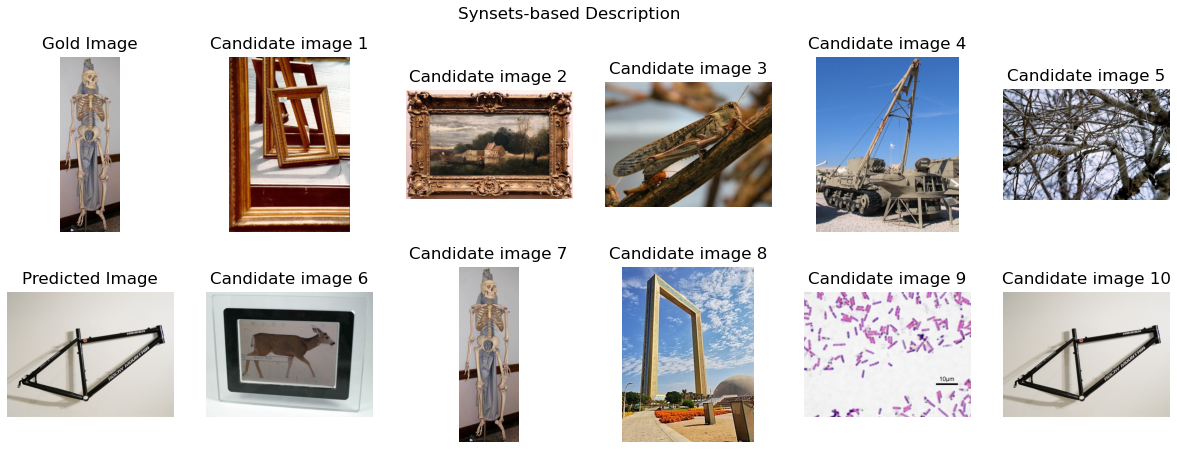 Synsets-based Description
Gold Image
Candidate image 1
Candidate image 2
Candidate image 3
Candidate image 4
Candidate image 5
Predicted Image
Candidate image 6
Candidate image 7
Candidate image 8
Candidate image 9
Candidate image 10
10µm